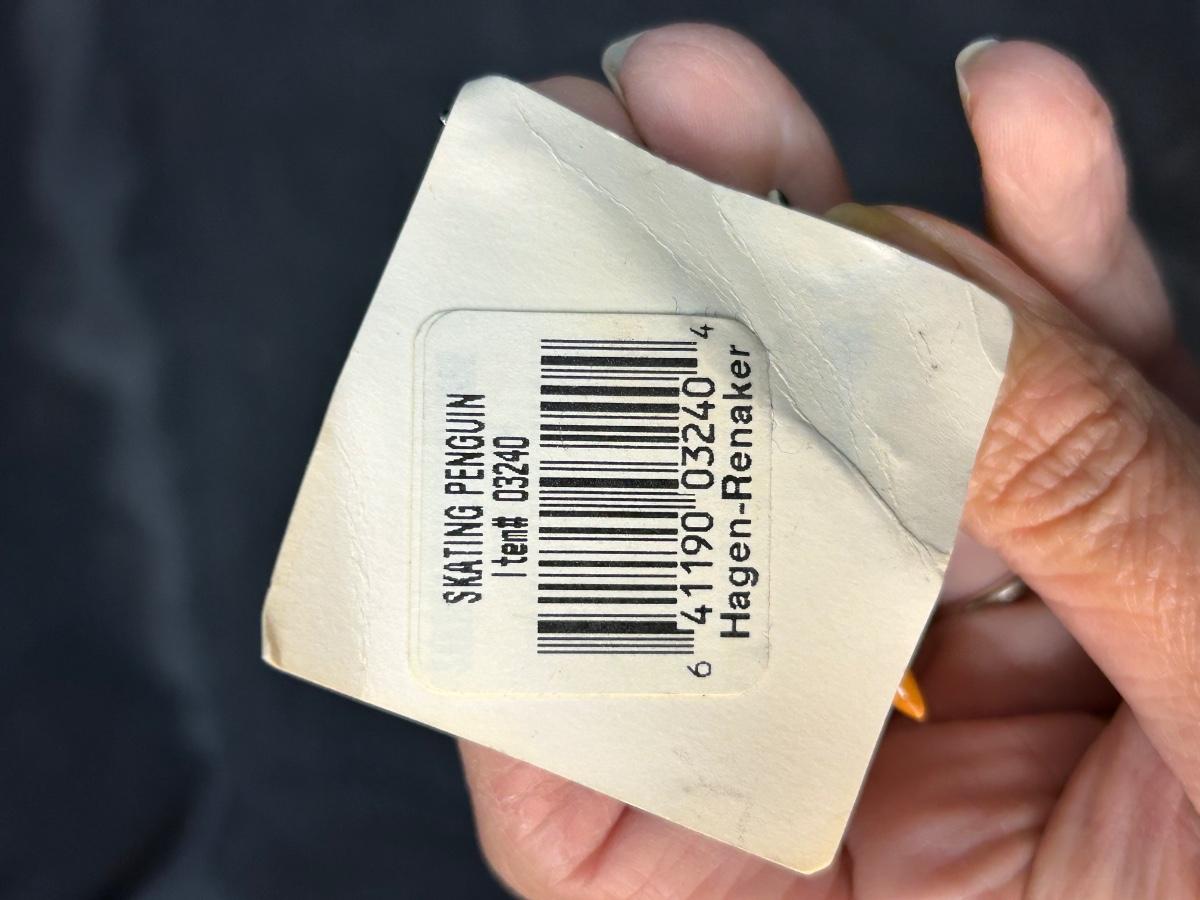 SKATING PENGUIN
Item# 03240
6 41190 03240 4
Hagen-Renaker